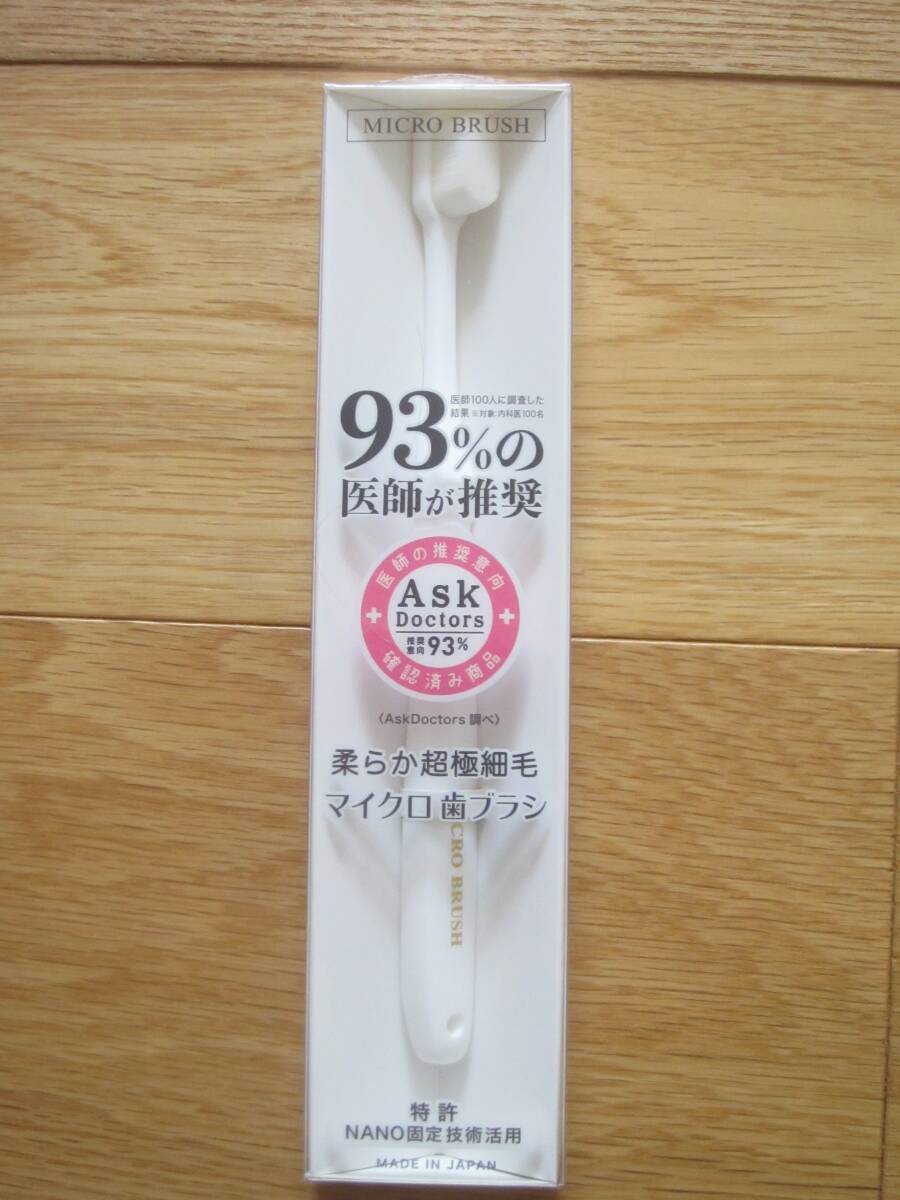 MICRO BRUSH
医師100人に調査した
結果 ※対象:内科医100名
93%の
医師が推奨
医師の推奨意向
Ask
Doctors
推奨
意向 93%
確認済み商品
〈AskDoctors 調べ〉
柔らか超極細毛
マイクロ歯ブラシ
CRO BRUSH
特許
NANO固定技術活用
MADE IN JAPAN